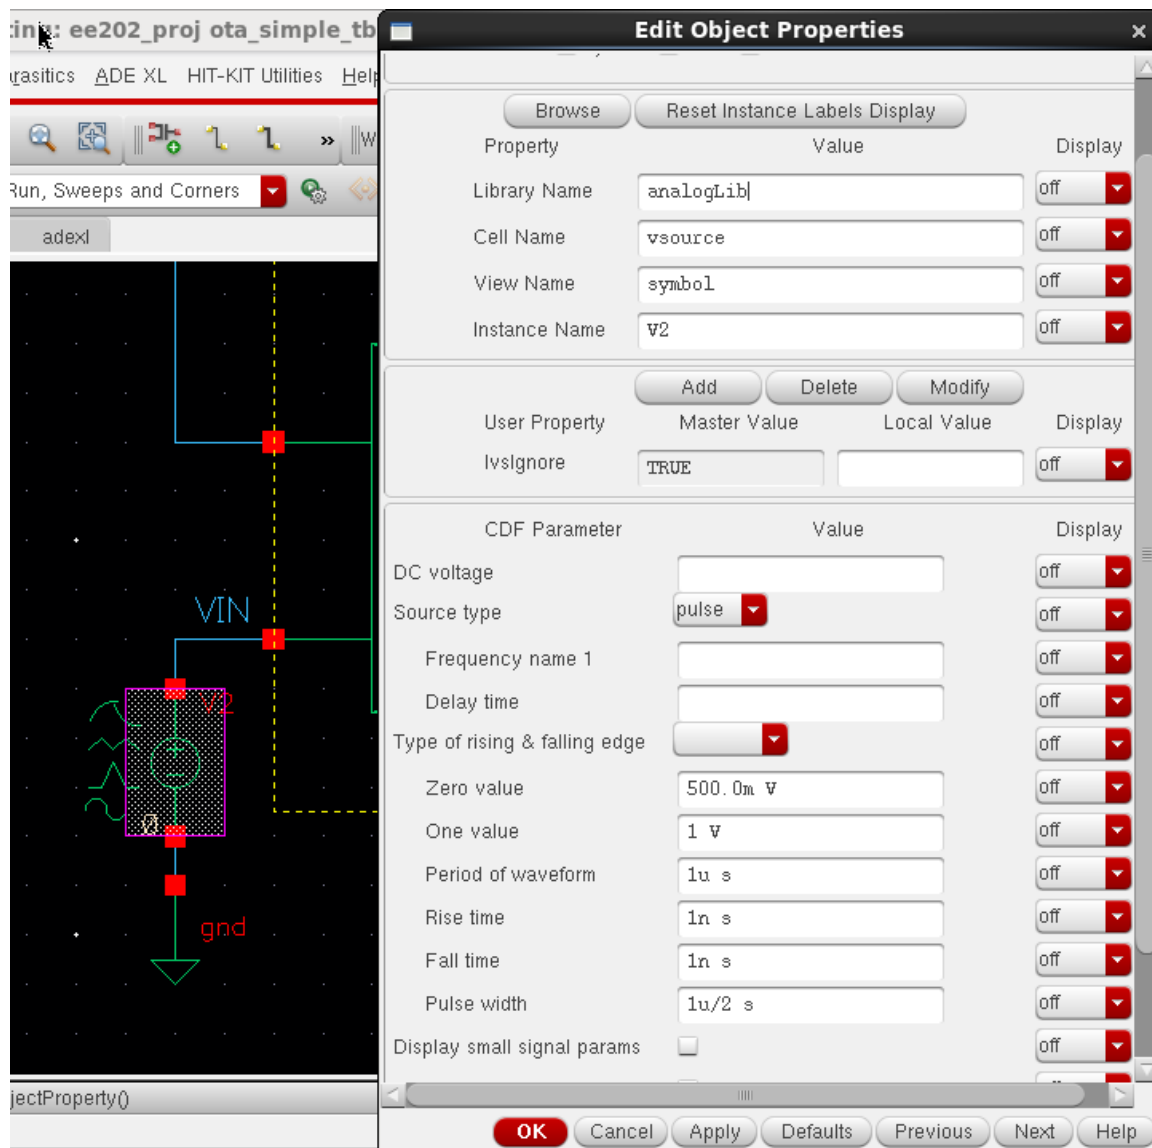 ting: ee202_proj ota_simple_tb
Edit Object Properties
arasitics ADE XL HIT-KIT Utilities Help
Browse Reset Instance Labels Display
Property Value Display
» W
Run, Sweeps and Corners
Library Name analogLib off
adexl
Cell Name vsource off
View Name symbol off
Instance Name V2 off
Add Delete Modify
User Property Master Value Local Value Display
lvsIgnore TRUE off
CDF Parameter Value Display
DC voltage off
Source type pulse off
VIN
Frequency name 1 off
Delay time off
V2
Type of rising & falling edge off
Zero value 500.0m V off
0
One value 1 V off
Period of waveform 1u s off
Rise time 1n s off
gnd
Fall time 1n s off
Pulse width 1u/2 s off
Display small signal params off
jectProperty()
OK Cancel Apply Defaults Previous Next Help